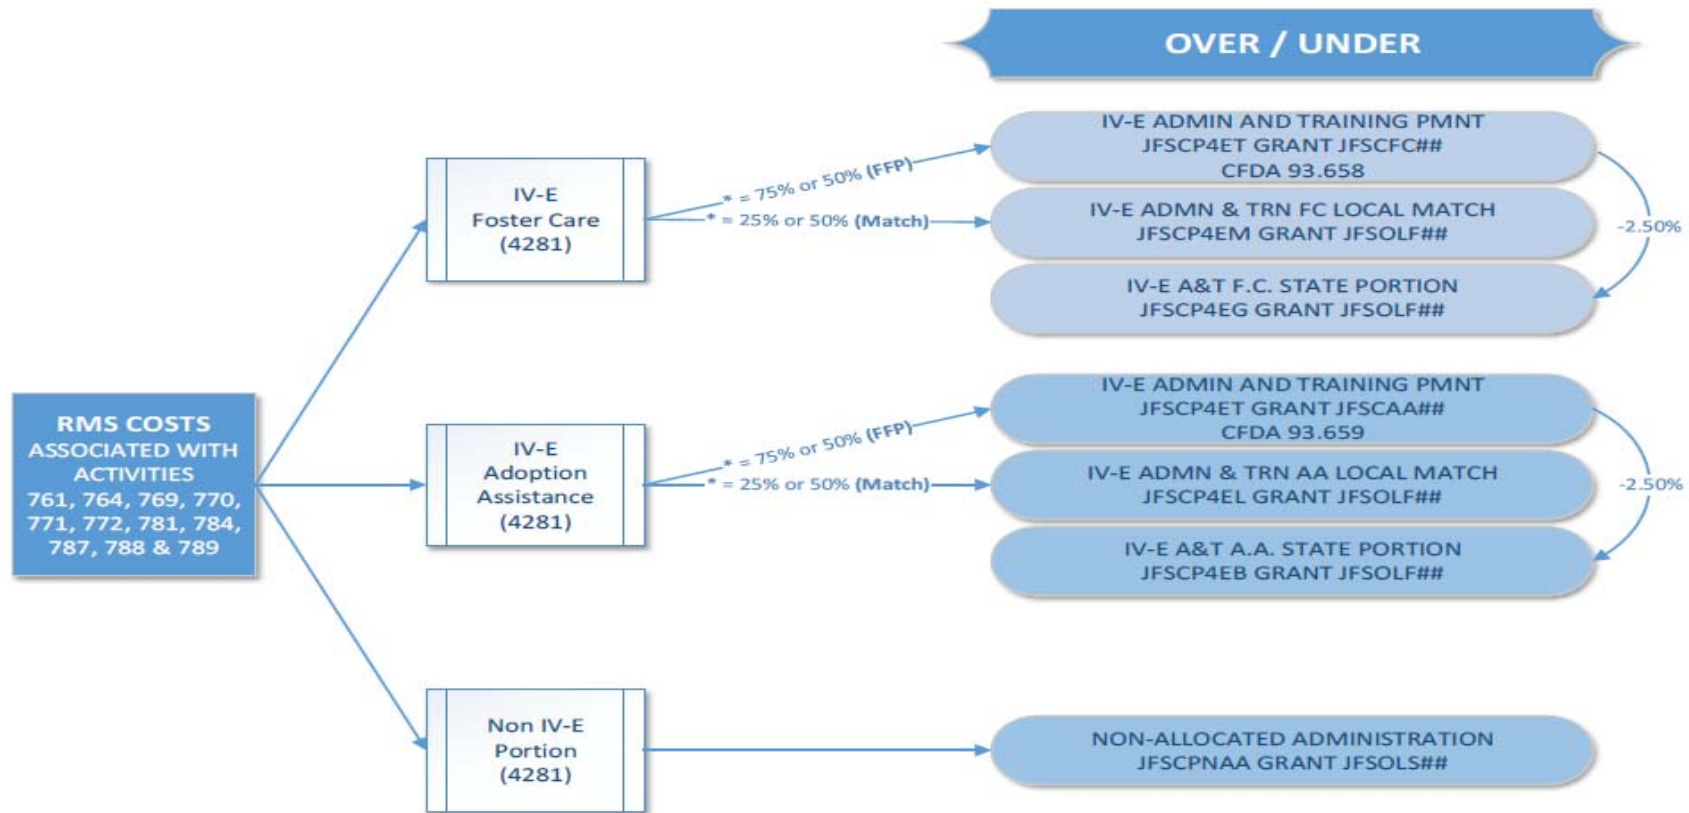 OVER / UNDER
IV-E ADMIN AND TRAINING PMNT
JFSCP4ET GRANT JFSCFC##
CFDA 93.658
IV-E
Foster Care
(4281)
* = 75% or 50% (FFP)
* = 25% or 50% (Match)
IV-E ADMN & TRN FC LOCAL MATCH
JFSCP4EM GRANT JFSOLF##
-2.50%
IV-E A&T F.C. STATE PORTION
JFSCP4EG GRANT JFSOLF##
RMS COSTS
ASSOCIATED WITH
ACTIVITIES
761, 764, 769, 770,
771, 772, 781, 784,
787, 788 & 789
IV-E
Adoption
Assistance
(4281)
* = 75% or 50% (FFP)
* = 25% or 50% (Match)
IV-E ADMIN AND TRAINING PMNT
JFSCP4ET GRANT JFSCAA##
CFDA 93.659
IV-E ADMN & TRN AA LOCAL MATCH
JFSCP4EL GRANT JFSOLF##
-2.50%
IV-E A&T A.A. STATE PORTION
JFSCP4EB GRANT JFSOLF##
Non IV-E
Portion
(4281)
NON-ALLOCATED ADMINISTRATION
JFSCPNAA GRANT JFSOLS##